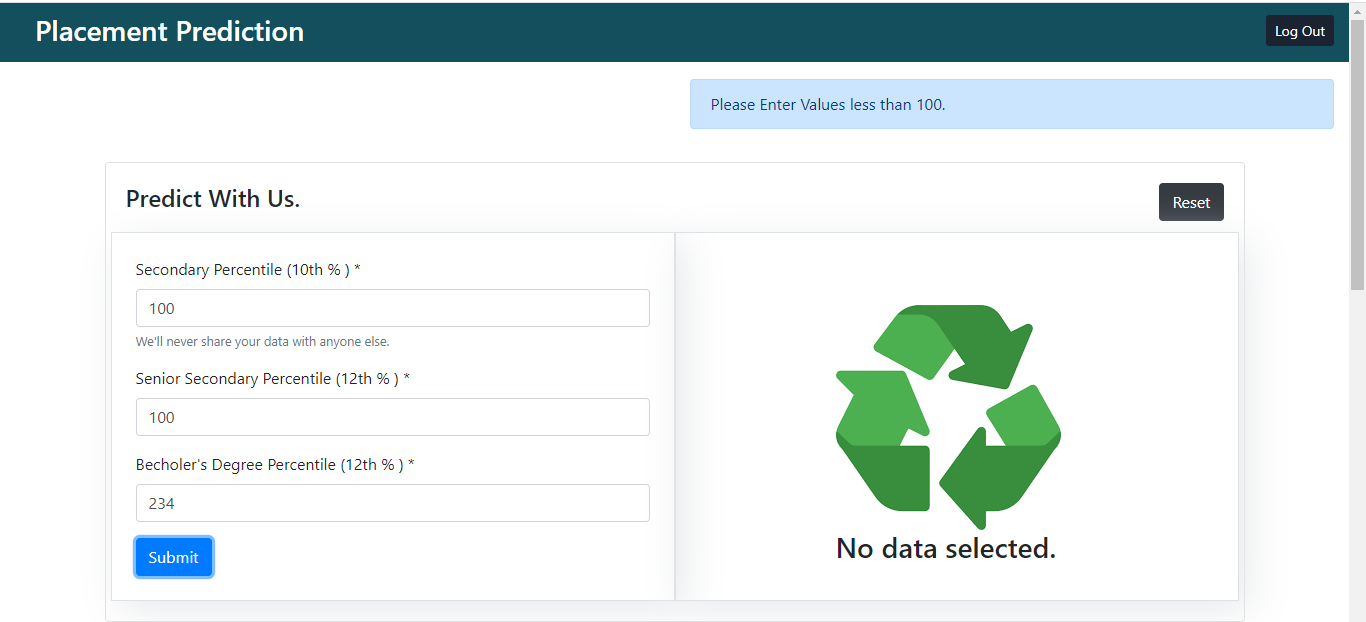 Placement Prediction
Log Out
Please Enter Values less than 100.
Predict With Us.
Reset
Secondary Percentile (10th % ) *
100
We'll never share your data with anyone else.
Senior Secondary Percentile (12th % ) *
100
Becholer's Degree Percentile (12th % ) *
234
Submit
No data selected.